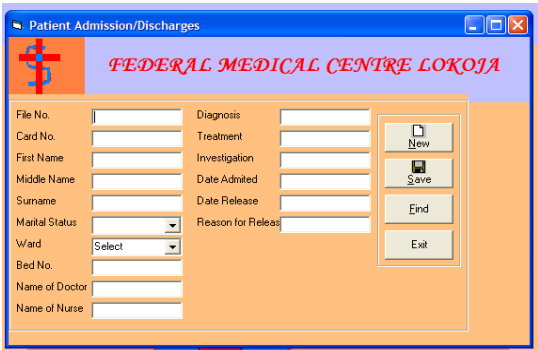 Patient Admission/Discharges
FEDERAL MEDICAL CENTRE LOKOJA
File No.
Card No.
First Name
Middle Name
Surname
Marital Status
Ward
Select
Bed No.
Name of Doctor
Name of Nurse
Diagnosis
Treatment
Investigation
Date Admited
Date Release
Reason for Releas
New
Save
Find
Exit